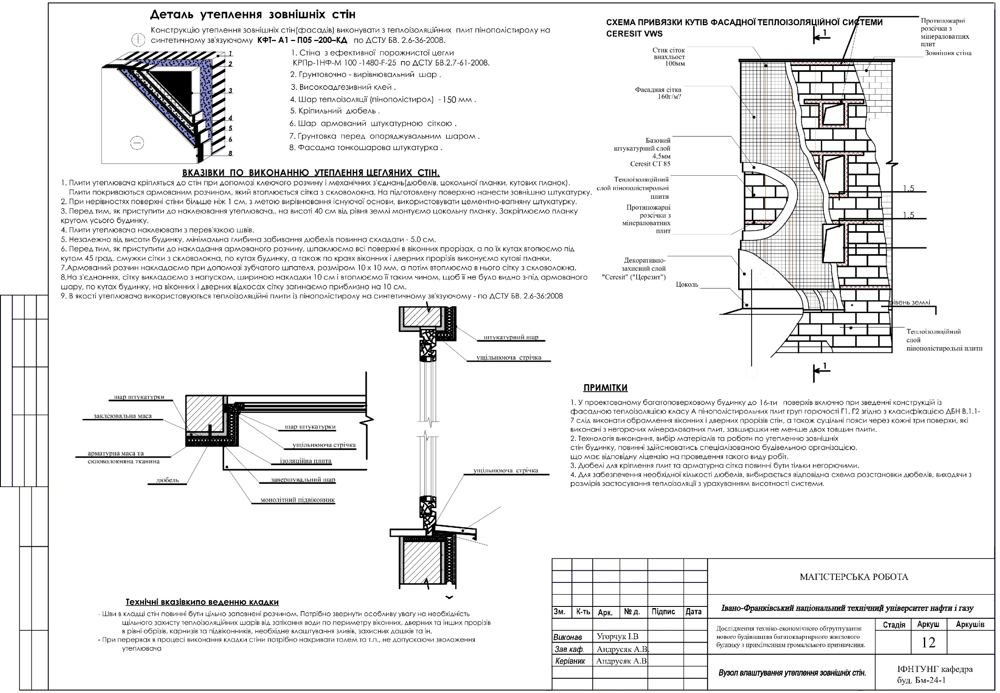 Деталь утеплення зовнішніх стін
Конструкцію утеплення зовнішніх стін(фасадів) виконувати з теплоізоляційних плит пінополістиролу на
синтетичному зв'язуючому КФТ– А1 – П05 –200–КД по ДСТУ БВ. 2.6-36-2008.
1
2
3
4
5
6
8
1. Стіна з ефективної порожнистої цегли
КРПр-1НФ-М 100 -1480-F-25 по ДСТУ БВ.2.7-61-2008.
2. Грунтовочно - вирівнювальний шар .
3. Високоадгезивний клей .
4. Шар теплоізоляції (пінополістирол) - 150 мм .
5. Кріпильний дюбель .
6. Шар армований штукатурною сіткою .
7. Грунтовка перед опоряджувальним шаром .
8. Фасадна тонкошарова штукатурка .
ВКАЗІВКИ ПО ВИКОНАННЮ УТЕПЛЕННЯ ЦЕГЛЯНИХ СТІН.
1. Плити утеплювача кріпляться до стін при допомозі клеючого розчину і механічних з'єднань(дюбелів, цокольної планки, кутових планок).
Плити покриваються армованим розчином, який втоплюється сітка з скловолокна. На підготовлену поверхню нанести зовнішню штукатурку.
2. При нерівностях поверхні стіни більше ніж 1 см, з метою вирівнювання існуючої основи, використовувати цементно-вапняну штукатурку.
3. Перед тим, як приступити до наклеювання утеплювача,. на висоті 40 см від рівня землі монтуємо цокольну планку. Закріплюємо планку
кругом усього будинку.
4. Плити утеплювача наклеювати з перев'язкою швів.
5. Незалежно від висоти будинку, мінімальна глибина забивання дюбелів повинна складати - 5.0 см.
6. Перед тим, як приступити до накладання армованого розчину, шпаклюємо всі поверхні в віконних прорізах, а по їх кутах втопюємо під
кутом 45 град. смужки сітки з скловолокна, по кутах будинку, а також по краях віконних і дверних прорізів виконуємо кутові планки.
7.Армований розчин накладаємо при допомозі зубчатого шпателя, розміром 10 х 10 мм, а потім втоплюємо в нього сітку з скловолокна.
8,На з'єднаннях, сітку викладаємо з напуском, шириною накладки 10 см і втоплюємо її таким чином, щоб її не було видно з-під армованого
шару, по кутах будинку, на віконних і дверних відкосах сітку загинаємо приблизно на 10 см.
9. В якості утеплювача використовуються теплоізоляційні плити із пінополістиролу на синтетичному зв'язуючому - по ДСТУ БВ. 2.6-36:2008
штукатурний шар
ущільнююча стрічка
ущільнююча стрічка
шар штукатурки
заклеювальна маса
арматурна маса та
скловолокняна тканина
дюбель
шар штукатурки
ущільнююча стрічка
ізоляційна плита
завершувальний шар
монолітний підвіконник
Технічні вказівкипо веденню кладки
- Шви в кладці стін повинні бути цільно заповнені розчином. Потрібно звернути особливу увагу на необхідність
щільного захисту теплоізоляційних шарів від затікання води по периметру віконних, дверних та інших прорізів
в рівні обрізів, карнизів та підвіконників, необхідне влаштування зливів, захисних дашків та ін.
- При перервах в процесі виконання кладки стіни потрібно накривати толем та т.п., не допускаючи зволоження
утеплювача
СХЕМА ПРИВЯЗКИ КУТІВ ФАСАДНОЇ ТЕПЛОІЗОЛЯЦІЙНОЇ СИСТЕМИ
CERESIT VWS
1
Протипожарні
розсічки з
мінераловатних
плит
Зовнішня стіна
Стик сіток
внахльост
100мм
Фасадная сітка
160г/м?
Базовий
штукатурний слой
4,5мм
Ceresit CT 85
Теплоізоляційний
слой пінополістирольні
плити
Протипожарні
розсічки з
мінераловатних
плит
Декоративно-
захисний слой
"Ceresit" ("Церезит")
Цоколь
1.5
1.5
рівень землі
Теплоізоляційний
слой
пінополістирольні плити
1
ПРИМІТКИ
1. У проектованому багатоповерховому будинку до 16-ти поверхів включно при зведенні конструкцій із
фасадною теплоізоляцією класу А пінополістирольних плит груп горючості Г1, Г2 згідно з класифікацією ДБН В.1.1-
7 слід виконати обрамлення віконних і дверних прорізів стін, а також суцільні пояси через кожні три поверхи, які
виконані з негорючих мінераловатних плит, завширшки не менше двох товщин плити.
2. Технологія виконання, вибір матеріалів та роботи по утепленню зовнішніх
стін будинку, повинні здійснюватись спеціалізованою будівельною організацією,
що має відповідну ліцензію на проведення такого виду робіт.
3. Дюбелі для кріплення плит та арматурна сітка повинні бути тільки негорючими.
4. Для забезпечення необхідної кількості дюбелів, вибирається відповідна схема розстановки дюбелів, виходячи з
розмірів застосування теплоізоляції з урахуванням висотності системи.
МАГІСТЕРСЬКА РОБОТА
Зм. К-ть Арк. № д. Підпис Дата
Івано-Франківський національний технічний університет нафти і газу
Виконав Угорчук І.В
Зав.каф. Андрусяк А.В.
Керівник Андрусяк А.В.
Дослідження техніко-економічного обґрунтування
нового будівництва багатоквартирного житлового
будинку з приміщенням громадського призначення.
Стадія Аркуш Аркушів
12
Вузол влаштування утеплення зовнішніх стін.
ІФНТУНГ кафедра
буд. Бм-24-1